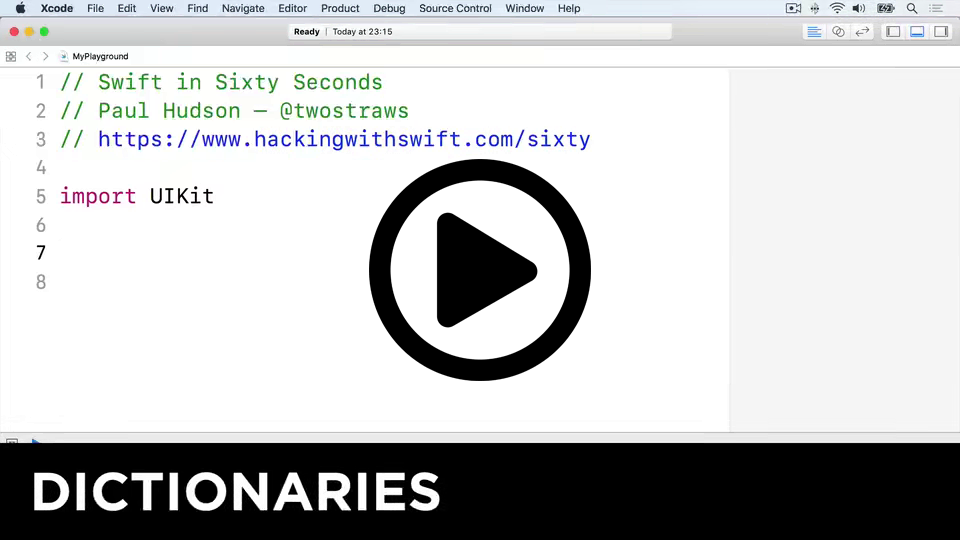 Xcode File Edit View Find Navigate Editor Product Debug Source Control Window Help
Ready | Today at 23:15
MyPlayground
1 // Swift in Sixty Seconds
2 // Paul Hudson — @twostraws
3 // https://www.hackingwithswift.com/sixty
4
5 import UIKit
6
7
8
DICTIONARIES